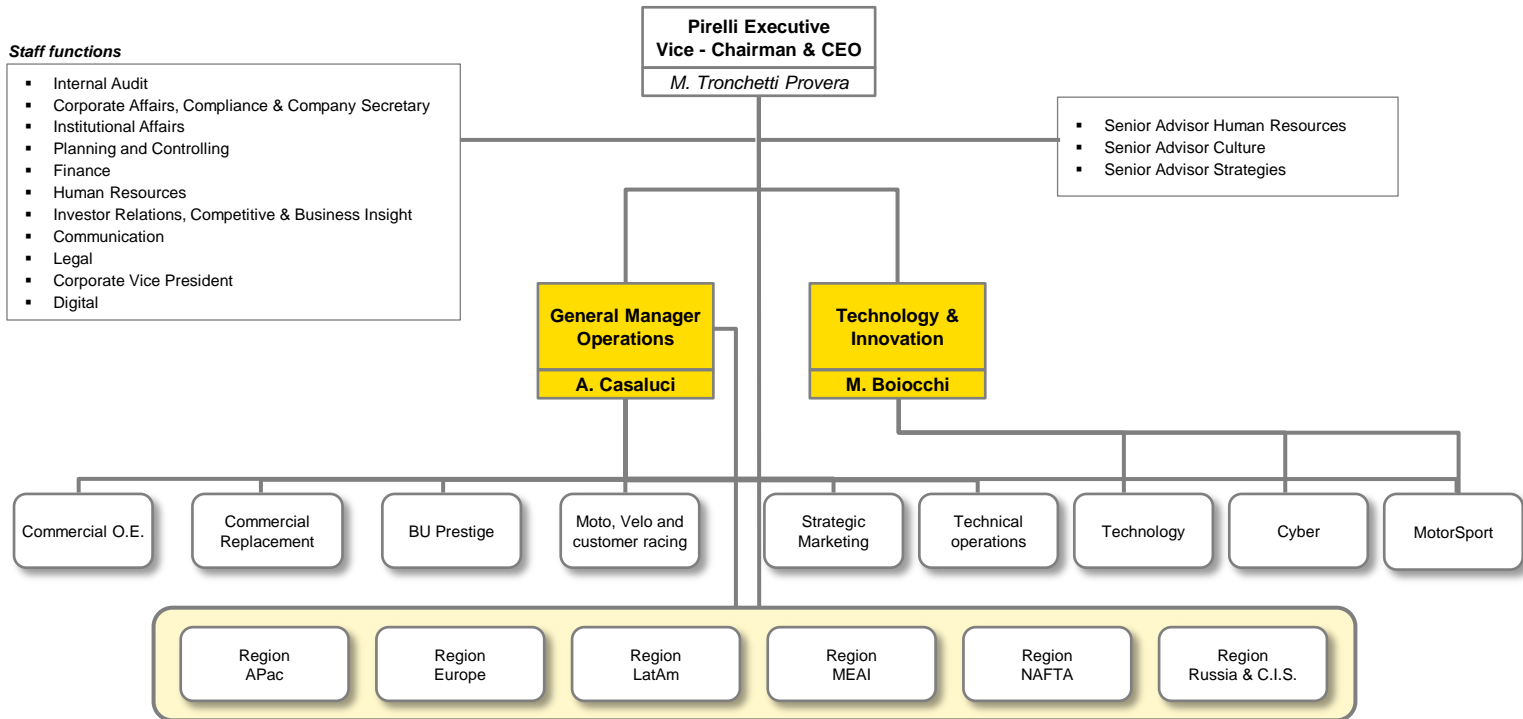 Pirelli Executive
Vice - Chairman & CEO
M. Tronchetti Provera
Staff functions
▪ Internal Audit
▪ Corporate Affairs, Compliance & Company Secretary
▪ Institutional Affairs
▪ Planning and Controlling
▪ Finance
▪ Human Resources
▪ Investor Relations, Competitive & Business Insight
▪ Communication
▪ Legal
▪ Corporate Vice President
▪ Digital
▪ Senior Advisor Human Resources
▪ Senior Advisor Culture
▪ Senior Advisor Strategies
General Manager
Operations
A. Casaluci
Technology &
Innovation
M. Boiocchi
Commercial O.E.
Commercial
Replacement
BU Prestige
Moto, Velo and
customer racing
Strategic
Marketing
Technical
operations
Technology
Cyber
MotorSport
Region
APac
Region
Europe
Region
LatAm
Region
MEAI
Region
NAFTA
Region
Russia & C.I.S.